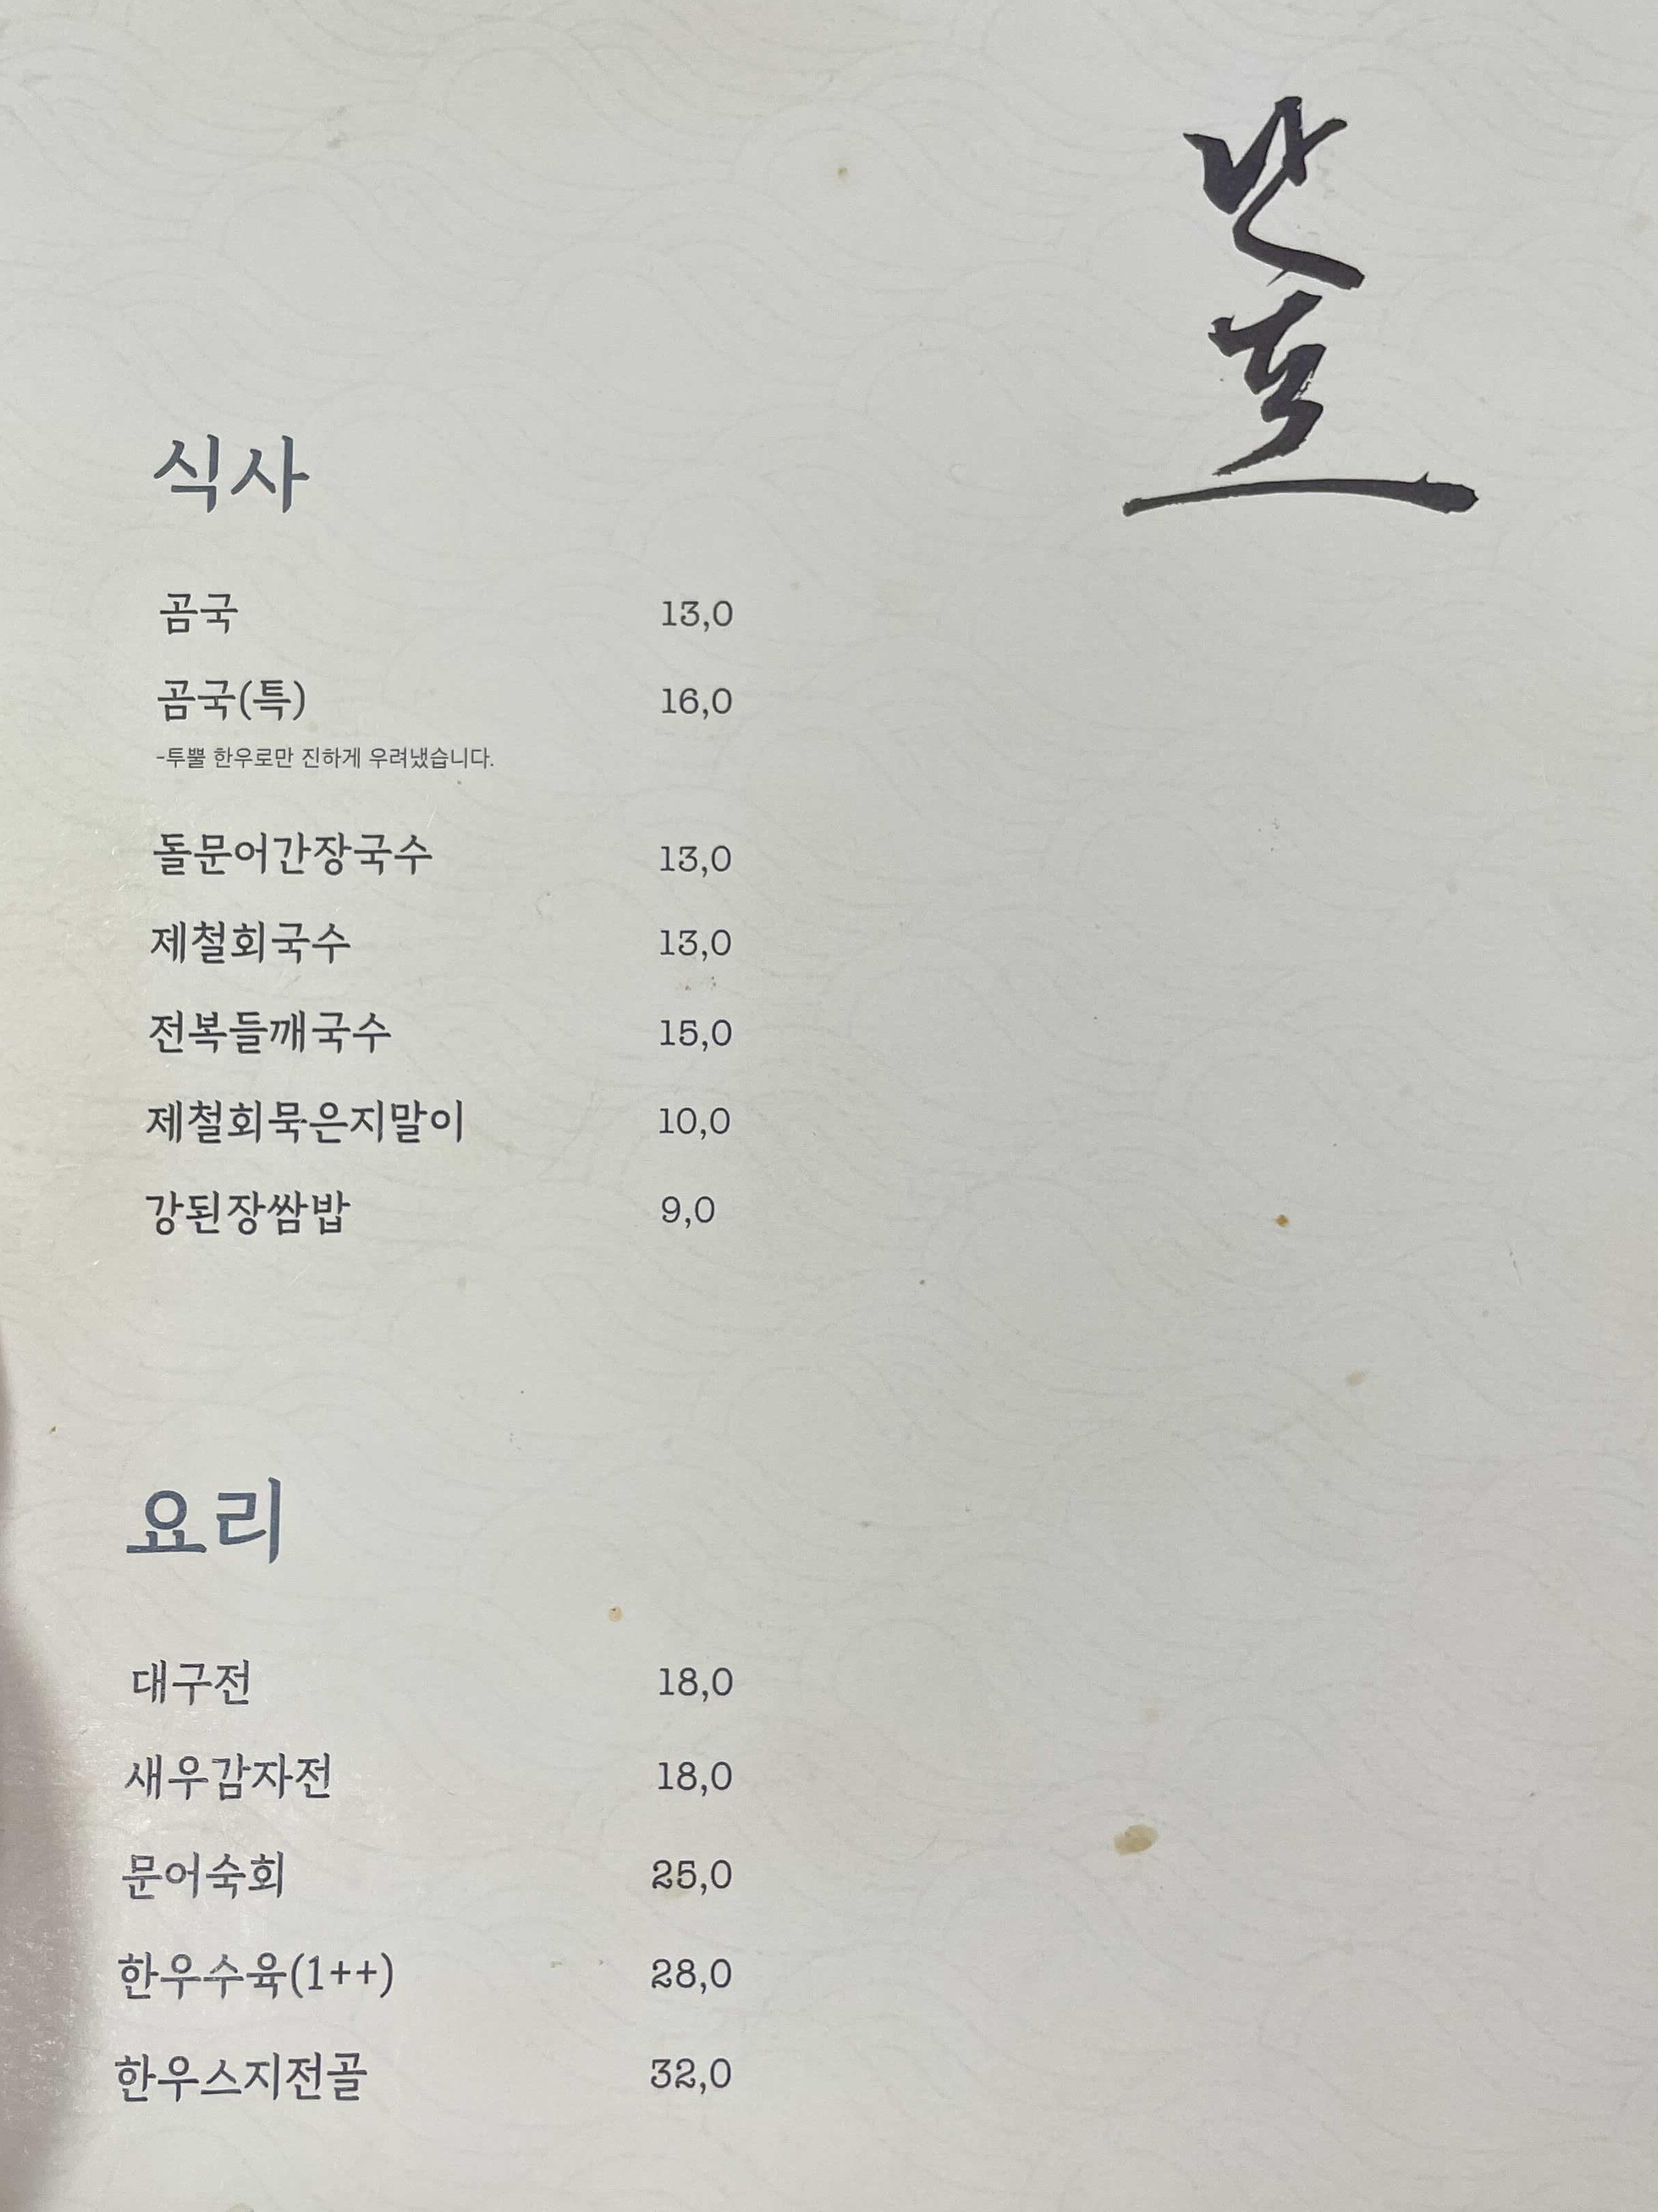 난포
식사
곰국 13,0
곰국(특) 16,0
-투뿔 한우로만 진하게 우려냈습니다.
돌문어간장국수 13,0
제철회국수 13,0
전복들깨국수 15,0
제철회묵은지말이 10,0
강된장쌈밥 9,0
요리
대구전 18,0
새우감자전 18,0
문어숙회 25,0
한우수육(1++) 28,0
한우스지전골 32,0